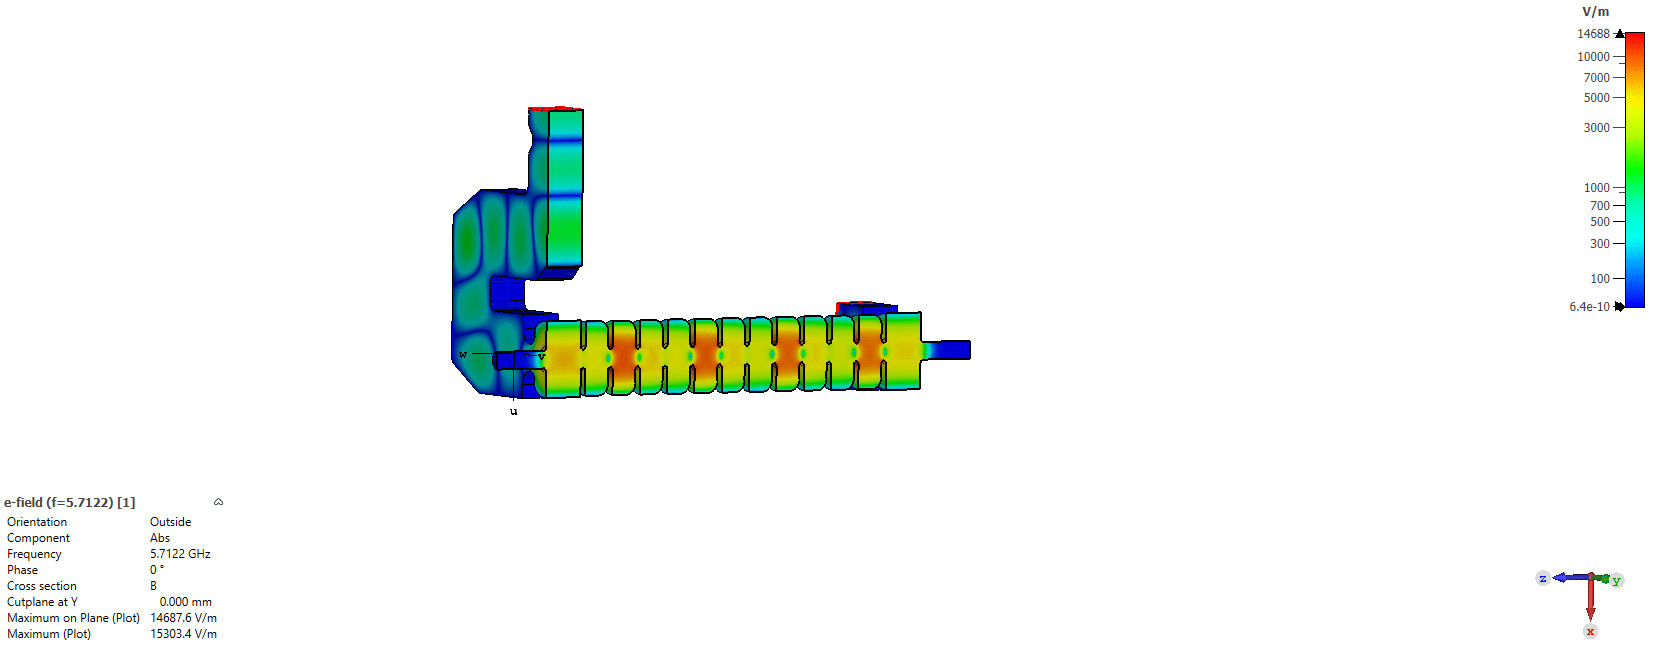 V/m
14688
10000
7000
5000
3000
1000
700
500
300
100
6.4e-10
w
v
u
e-field (f=5.7122) [1]
Orientation Outside
Component Abs
Frequency 5.7122 GHz
Phase 0 °
Cross section B
Cutplane at Y 0.000 mm
Maximum on Plane (Plot) 14687.6 V/m
Maximum (Plot) 15303.4 V/m
z
y
x